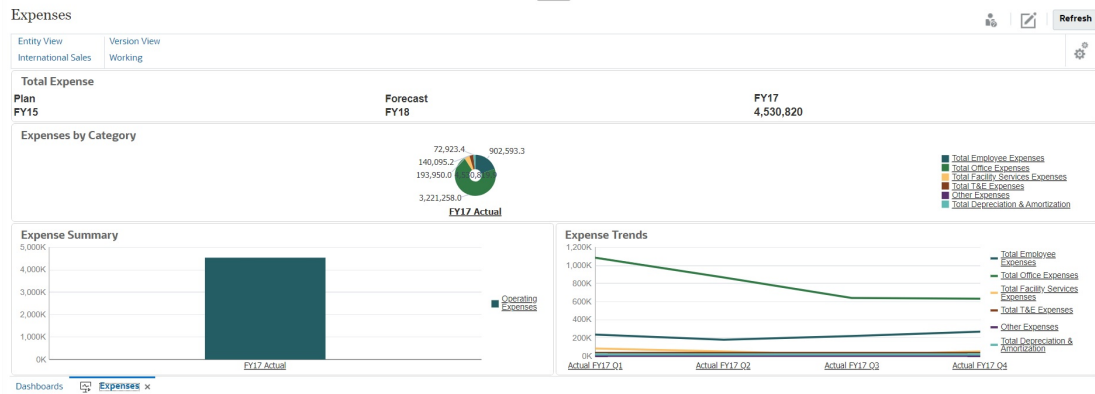 Expenses
Refresh
Entity View
Version View
International Sales
Working
Total Expense
Plan
Forecast
FY17
FY15
FY18
4,530,820
Expenses by Category
72,923.4
902,593.3
140,095.2
193,950.0
3,221,258.0
FY17 Actual
Total Employee Expenses
Total Office Expenses
Total Facility Services Expenses
Total T&E Expenses
Other Expenses
Total Depreciation & Amortization
Expense Summary
5,000K
4,000K
3,000K
2,000K
1,000K
0K
FY17 Actual
Operating
Expenses
Expense Trends
1,200K
1,000K
800K
600K
400K
200K
0K
Actual FY17 Q1
Actual FY17 Q2
Actual FY17 Q3
Actual FY17 Q4
Total Employee
Expenses
Total Office Expenses
Total Facility Services
Expenses
Total T&E Expenses
Other Expenses
Total Depreciation &
Amortization
Dashboards
Expenses ×